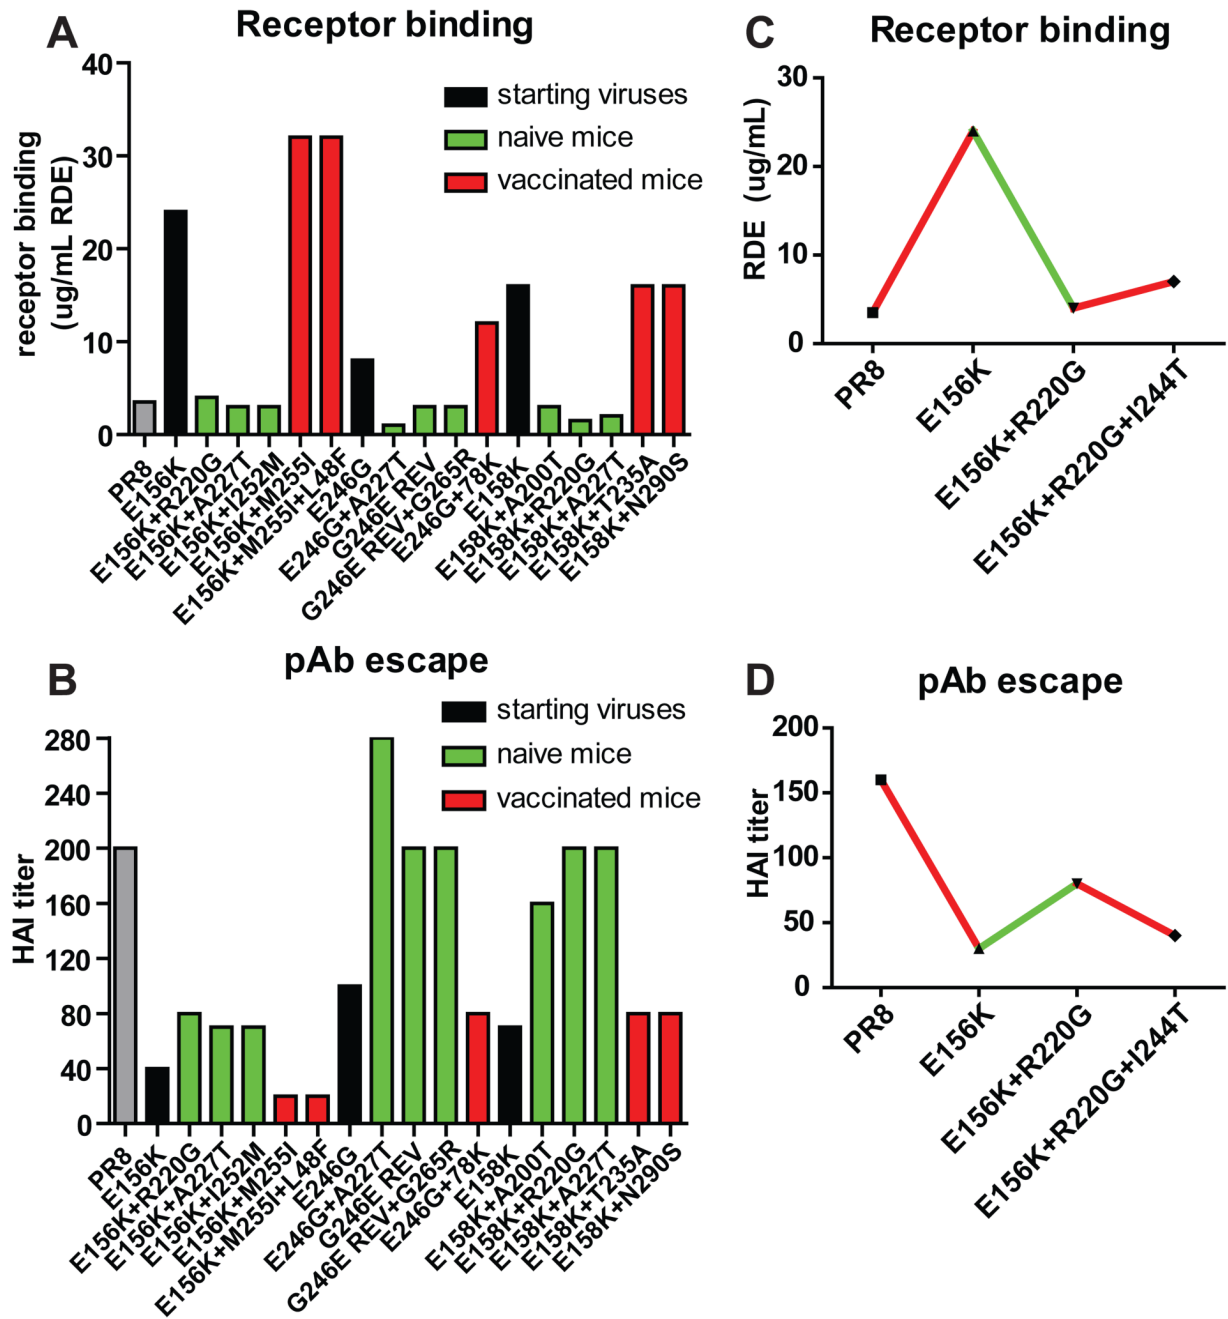 A
Receptor binding
receptor binding
(ug/mL RDE)
40
30
20
10
0
starting viruses
naive mice
vaccinated mice
PR8
E156K
E156K+R220G
E156K+A227T
E156K+I252M
E156K+M255I
E156K+M255I+L48F
E246G
E246G+A227T
G246E REV
G246E REV+G265R
E246G+78K
E158K
E158K+A200T
E158K+R220G
E158K+A227T
E158K+T235A
E158K+N290S
C
Receptor binding
RDE (ug/mL)
30
20
10
0
PR8
E156K
E156K+R220G
E156K+R220G+I244T
B
pAb escape
HAI titer
280
240
200
160
120
80
40
0
starting viruses
naive mice
vaccinated mice
PR8
E156K
E156K+R220G
E156K+A227T
E156K+I252M
E156K+M255I
E156K+M255I+L48F
E246G
E246G+A227T
G246E REV
G246E REV+G265R
E246G+78K
E158K
E158K+A200T
E158K+R220G
E158K+A227T
E158K+T235A
E158K+N290S
D
pAb escape
HAI titer
200
150
100
50
0
PR8
E156K
E156K+R220G
E156K+R220G+I244T